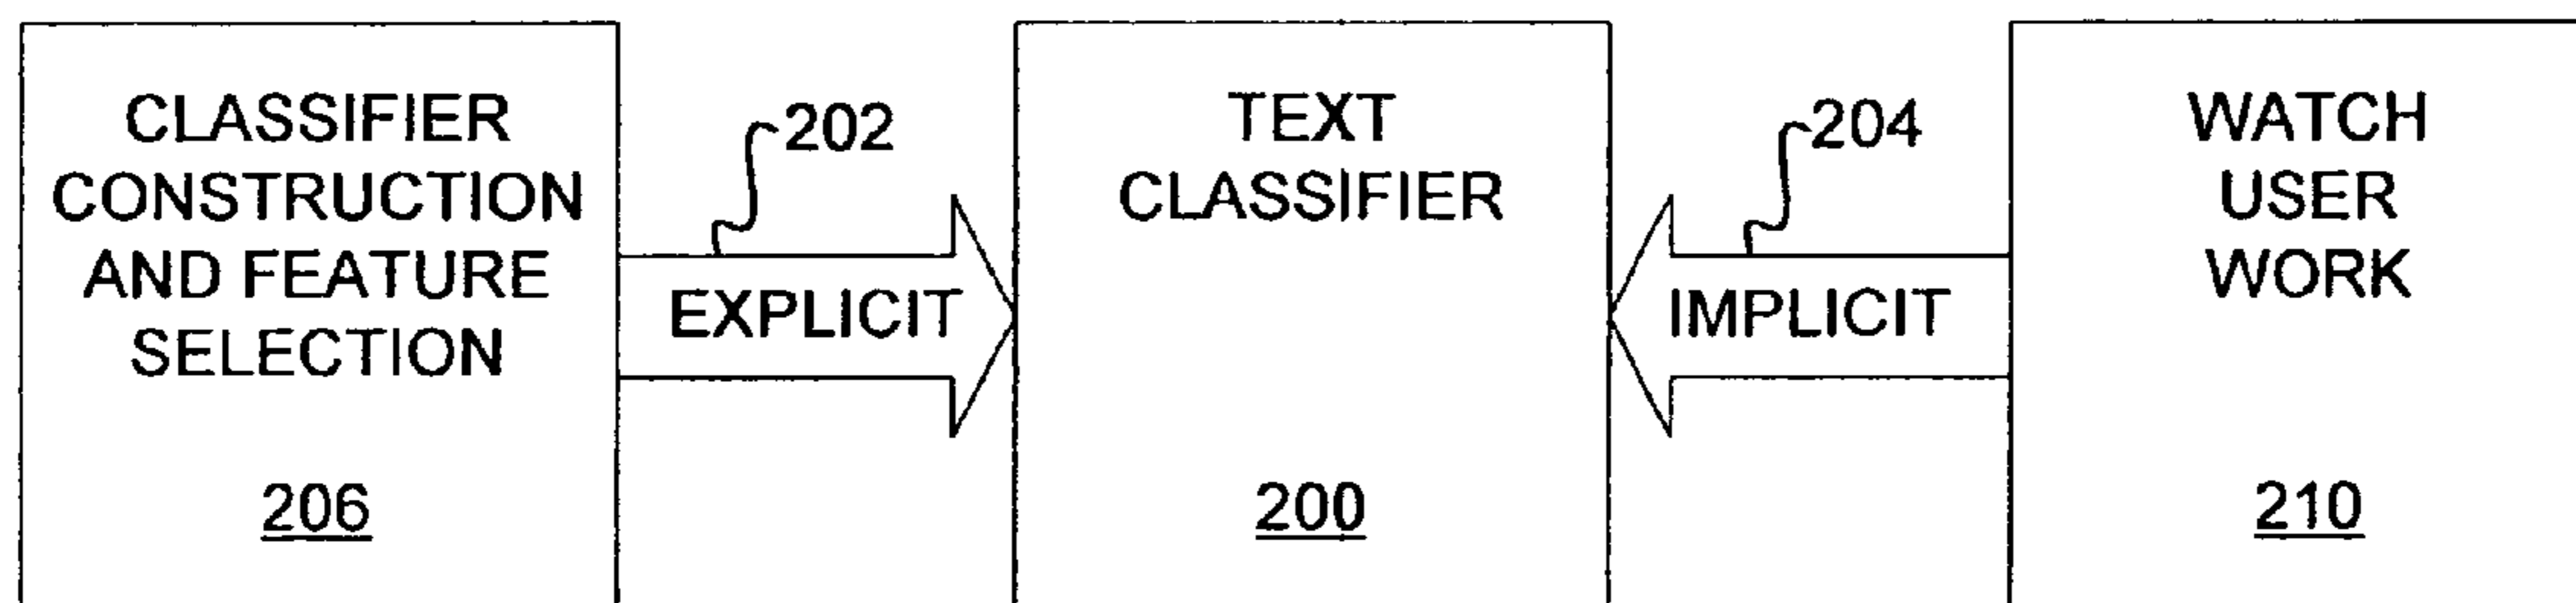 CLASSIFIER
CONSTRUCTION
AND FEATURE
SELECTION
206
202
EXPLICIT
TEXT
CLASSIFIER
200
204
IMPLICIT
WATCH
USER
WORK
210